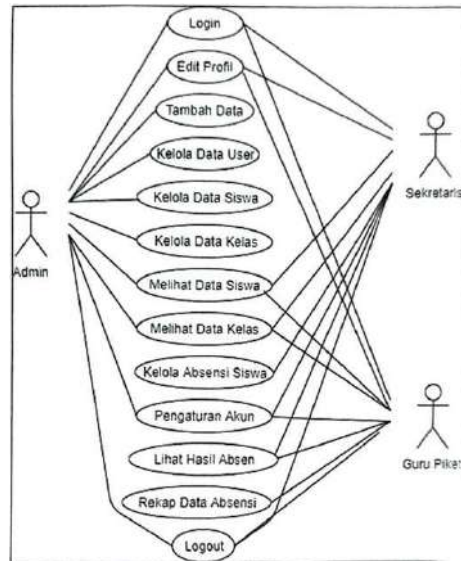 Login
Edit Profil
Tambah Data
Kelola Data User
Kelola Data Siswa
Kelola Data Kelas
Melihat Data Siswa
Melihat Data Kelas
Kelola Absensi Siswa
Pengaturan Akun
Lihat Hasil Absen
Rekap Data Absensi
Logout
Admin
Sekretaris
Guru Piket